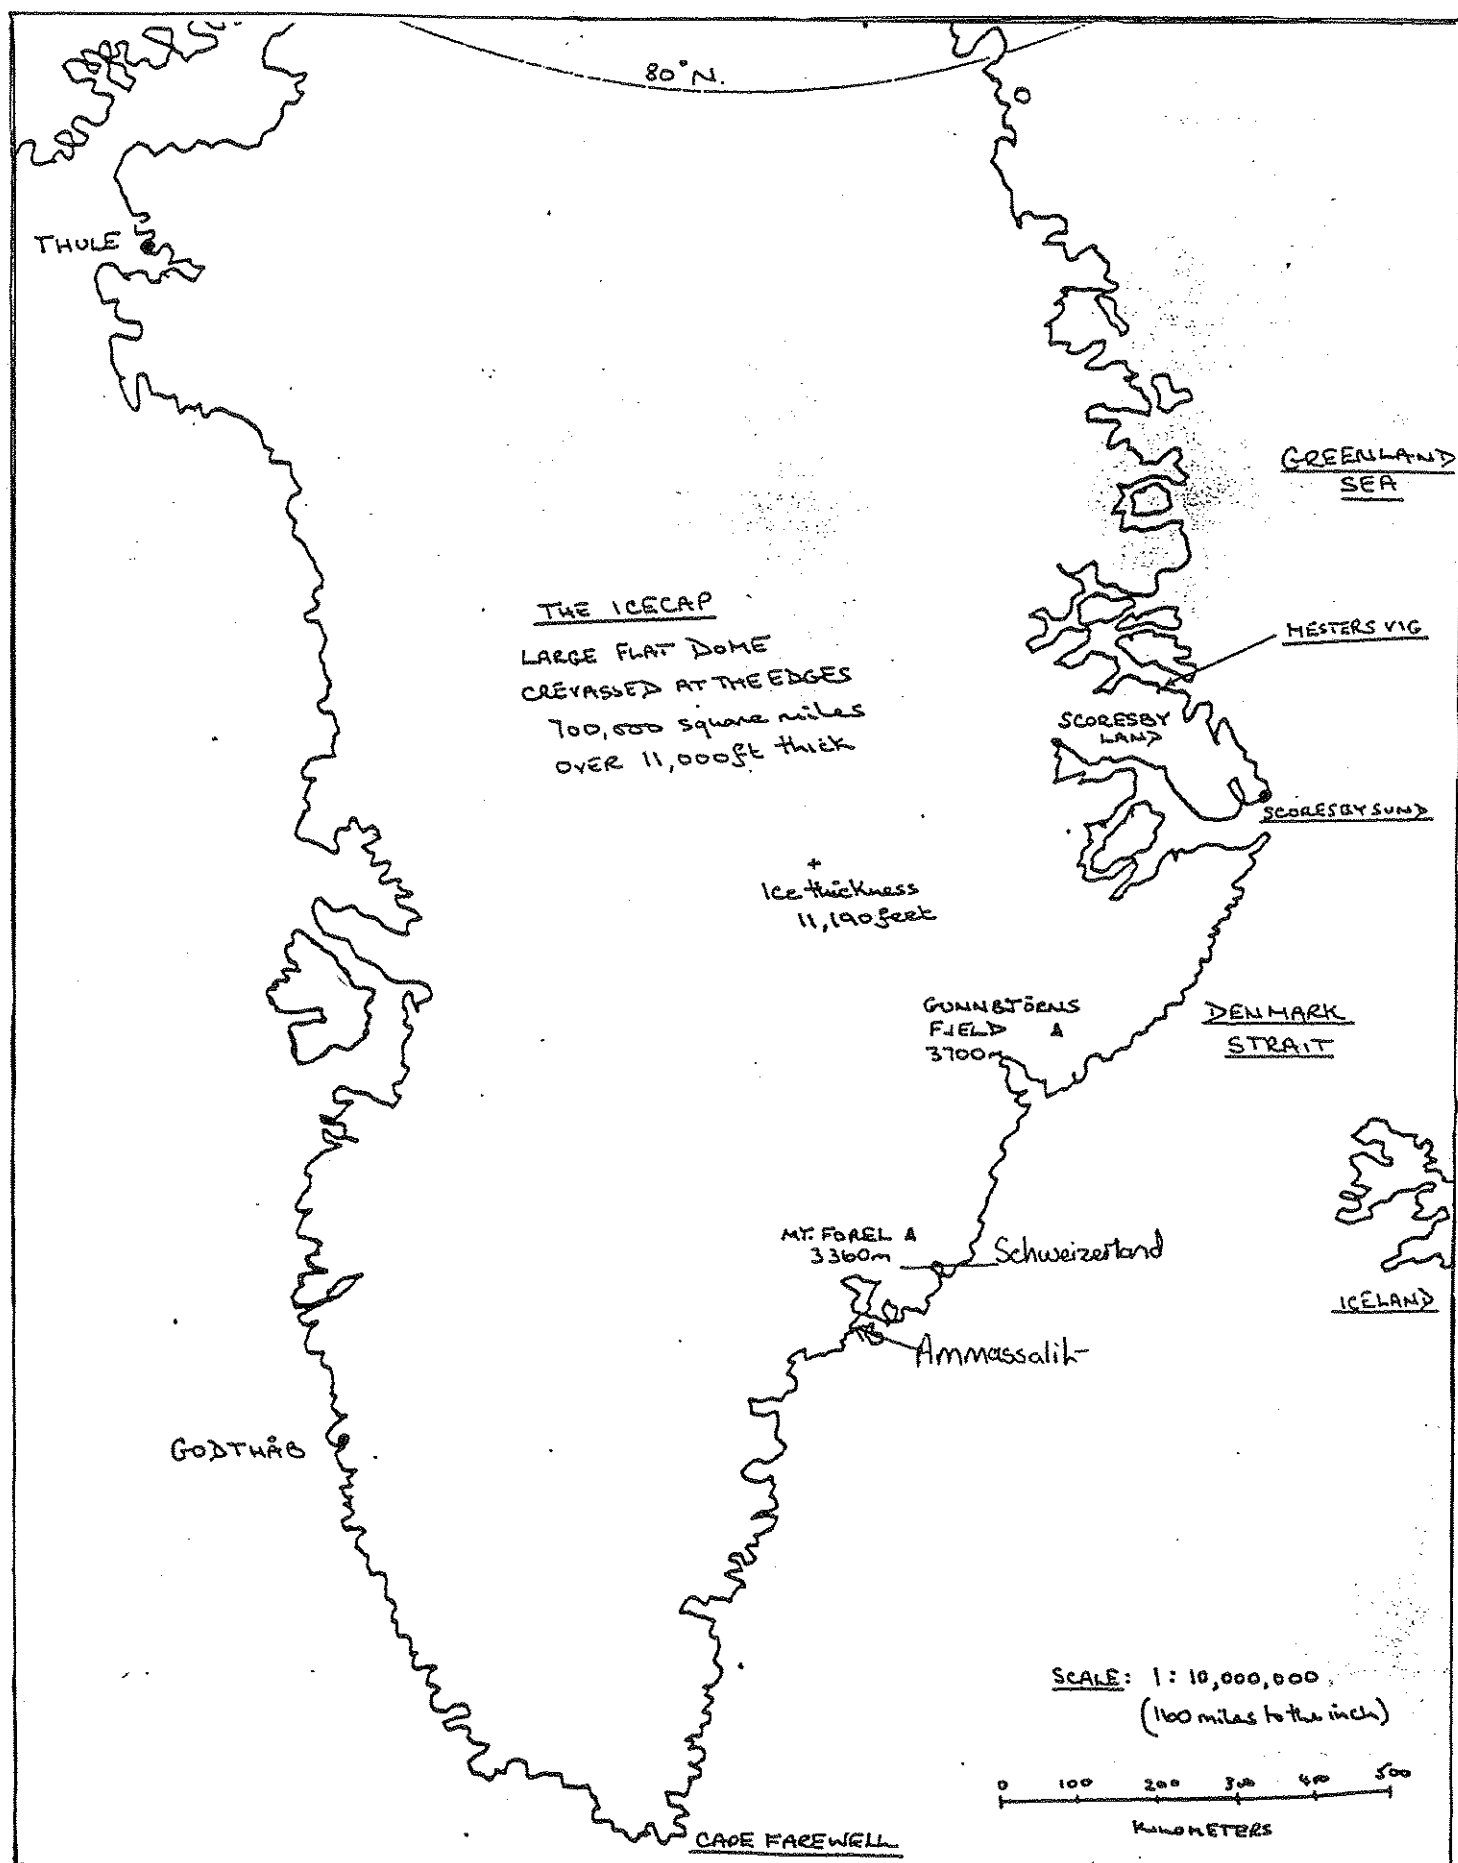 80°N.
THULE
GREENLAND
SEA
THE ICECAP
LARGE FLAT DOME
CREVASSED AT THE EDGES
700,000 square miles
OVER 11,000ft thick
MESTERS VIG
SCORESBY
LAND
SCORESBY SUND
+
Ice thickness
11,190 feet
GUNNBJÖRNS
FJELD
3700m
DENMARK
STRAIT
MT. FOREL
3360m
Schweizerland
ICELAND
Ammassalik
GODTHÅB
SCALE: 1:10,000,000
(160 miles to the inch)
0 100 200 300 400 500
KILOMETERS
CAPE FAREWELL